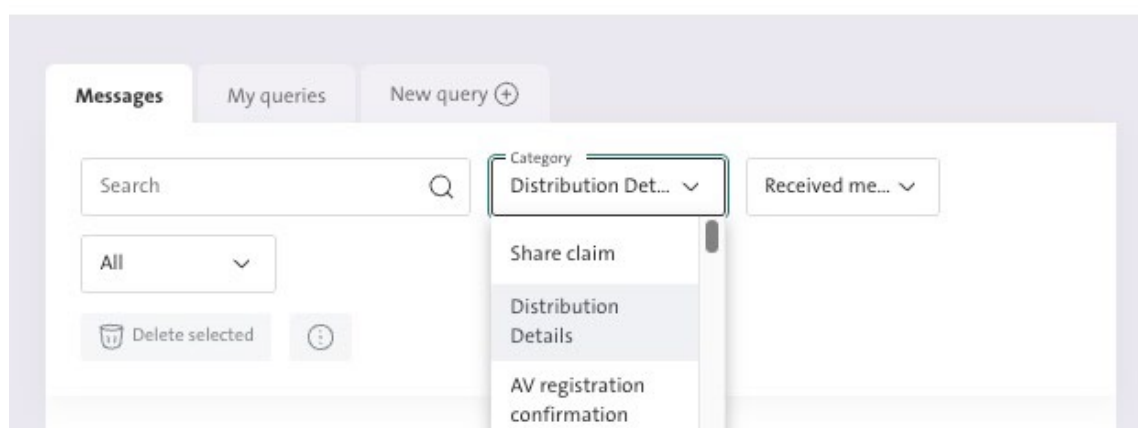 Messages
My queries
New query
Category
Search
Distribution Det...
Received me...
All
Share claim
Distribution
Details
Delete selected
AV registration
confirmation